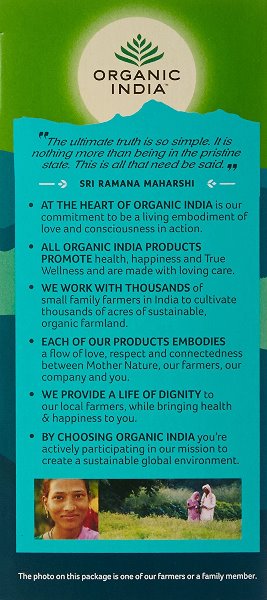 ORGANIC
INDIA™
"The ultimate truth is so simple. It is
nothing more than being in the pristine
state. This is all that need be said."
SRI RAMANA MAHARSHI
• AT THE HEART OF ORGANIC INDIA is our
commitment to be a living embodiment of
love and consciousness in action.
• ALL ORGANIC INDIA PRODUCTS
PROMOTE health, happiness and True
Wellness and are made with loving care.
• WE WORK WITH THOUSANDS of
small family farmers in India to cultivate
thousands of acres of sustainable,
organic farmland.
• EACH OF OUR PRODUCTS EMBODIES
a flow of love, respect and connectedness
between Mother Nature, our farmers, our
company and you.
• WE PROVIDE A LIFE OF DIGNITY to
our local farmers, while bringing health
& happiness to you.
• BY CHOOSING ORGANIC INDIA you're
actively participating in our mission to
create a sustainable global environment.
The photo on this package is one of our farmers or a family member.